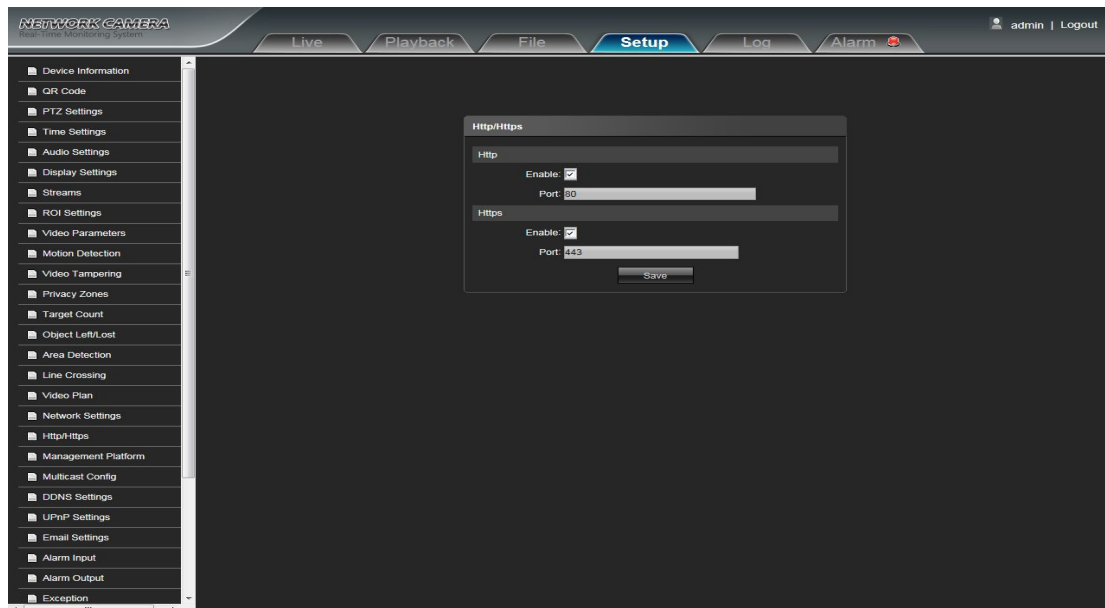 NETWORK CAMERA
Real-Time Monitoring System
admin | Logout
Live
Playback
File
Setup
Log
Alarm
Device Information
QR Code
PTZ Settings
Time Settings
Audio Settings
Display Settings
Streams
ROI Settings
Video Parameters
Motion Detection
Video Tampering
Privacy Zones
Target Count
Object Left/Lost
Area Detection
Line Crossing
Video Plan
Network Settings
Http/Https
Management Platform
Multicast Config
DDNS Settings
UPnP Settings
Email Settings
Alarm Input
Alarm Output
Exception
Http/Https
Http
Enable:
Port: 80
Https
Enable:
Port: 443
Save